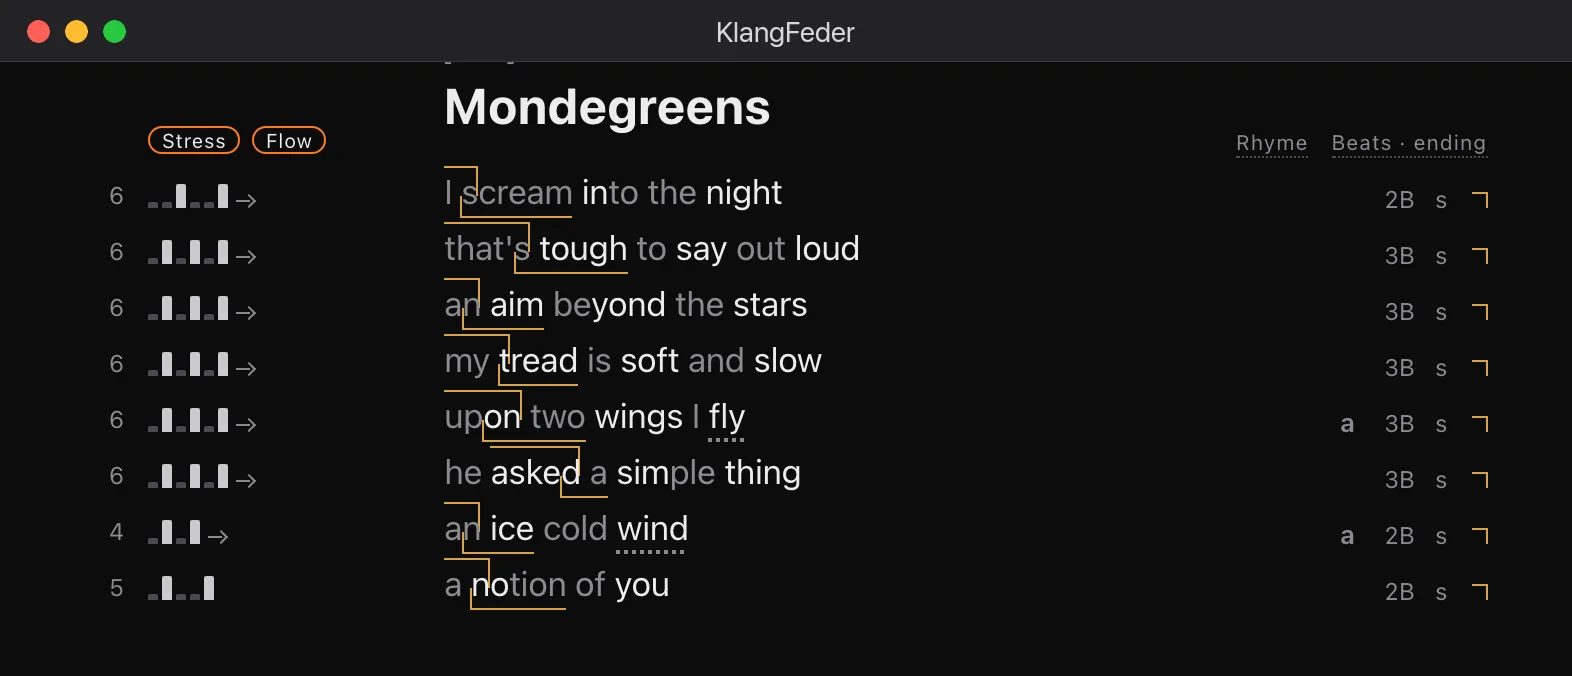 KlangFeder
Mondegreens
Stress Flow Rhyme Beats · ending
6 → I scream into the night 2B s
6 → that's tough to say out loud 3B s
6 → an aim beyond the stars 3B s
6 → my tread is soft and slow 3B s
6 → upon two wings I fly a 3B s
6 → he asked a simple thing 3B s
4 → an ice cold wind a 2B s
5 a notion of you 2B s